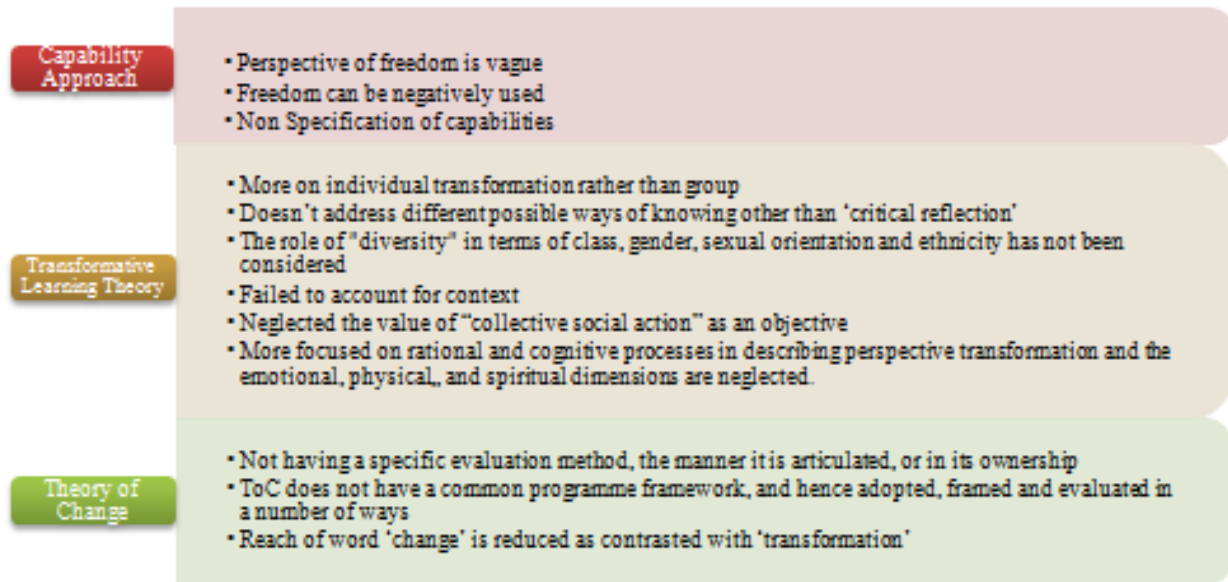 Capability
Approach
• Perspective of freedom is vague
• Freedom can be negatively used
• Non Specification of capabilities
Transformative
Learning Theory
• More on individual transformation rather than group
• Doesn't address different possible ways of knowing other than ‘critical reflection’
• The role of "diversity" in terms of class, gender, sexual orientation and ethnicity has not been
considered
• Failed to account for context
• Neglected the value of “collective social action” as an objective
• More focused on rational and cognitive processes in describing perspective transformation and the
emotional, physical,, and spiritual dimensions are neglected.
Theory of
Change
• Not having a specific evaluation method, the manner it is articulated, or in its ownership
• ToC does not have a common programme framework, and hence adopted, framed and evaluated in
a number of ways
• Reach of word ‘change’ is reduced as contrasted with ‘transformation’